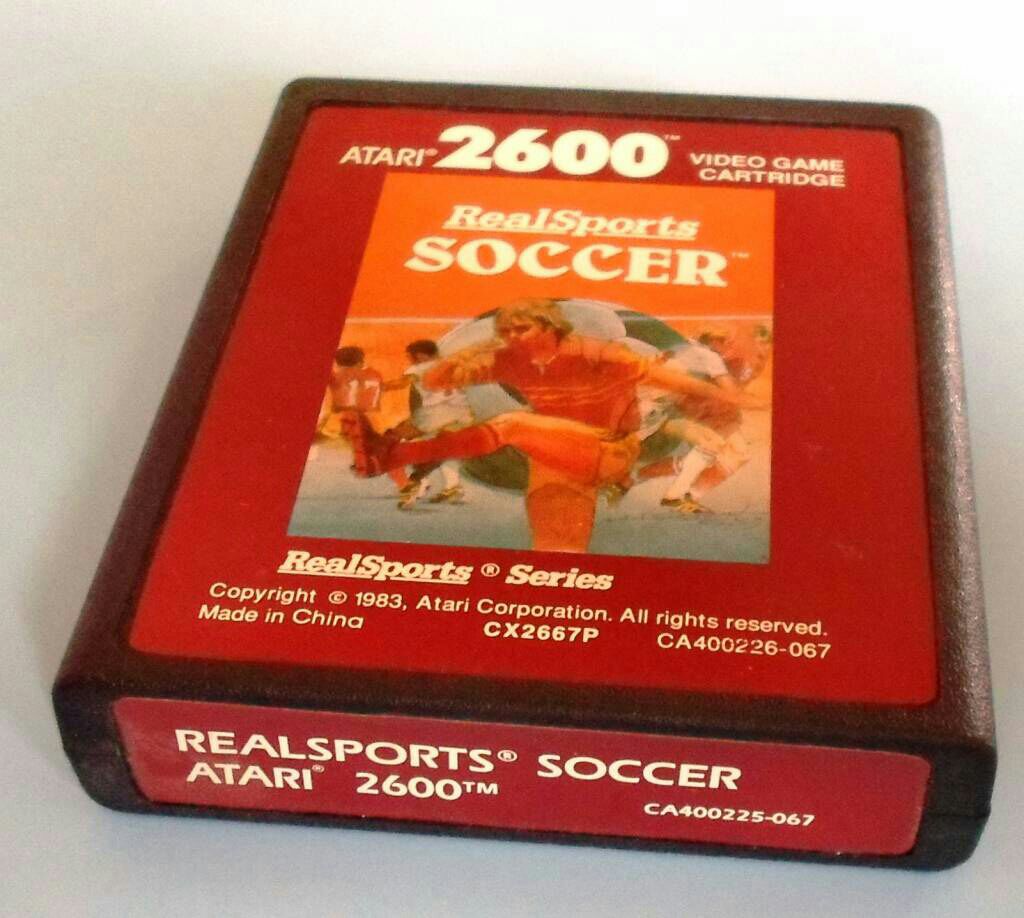 ATARI® 2600™ VIDEO GAME
CARTRIDGE
RealSports
SOCCER™
17
RealSports® Series
Copyright © 1983, Atari Corporation. All rights reserved.
Made in China CX2667P CA400226-067
REALSPORTS® SOCCER
ATARI® 2600™
CA400225-067